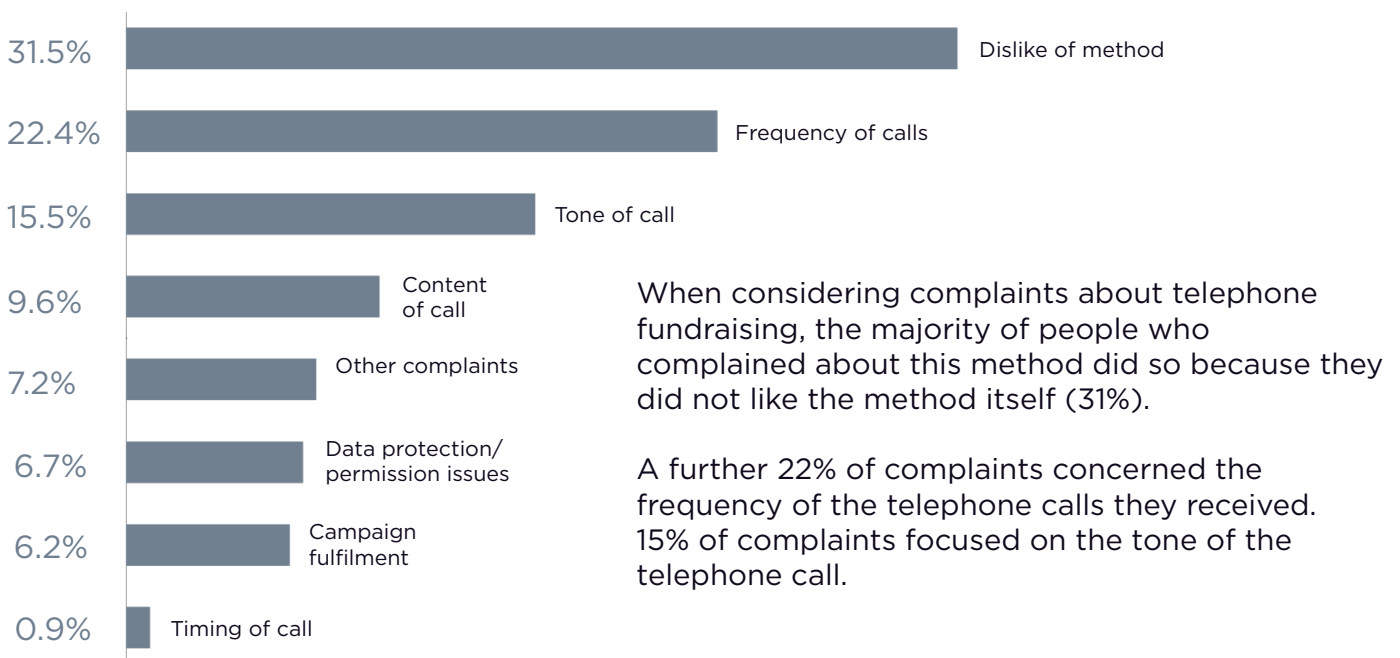 31.5%
Dislike of method
22.4%
Frequency of calls
15.5%
Tone of call
9.6%
Content
of call
7.2%
Other complaints
6.7%
Data protection/
permission issues
6.2%
Campaign
fulfilment
0.9%
Timing of call
When considering complaints about telephone
fundraising, the majority of people who
complained about this method did so because they
did not like the method itself (31%).
A further 22% of complaints concerned the
frequency of the telephone calls they received.
15% of complaints focused on the tone of the
telephone call.